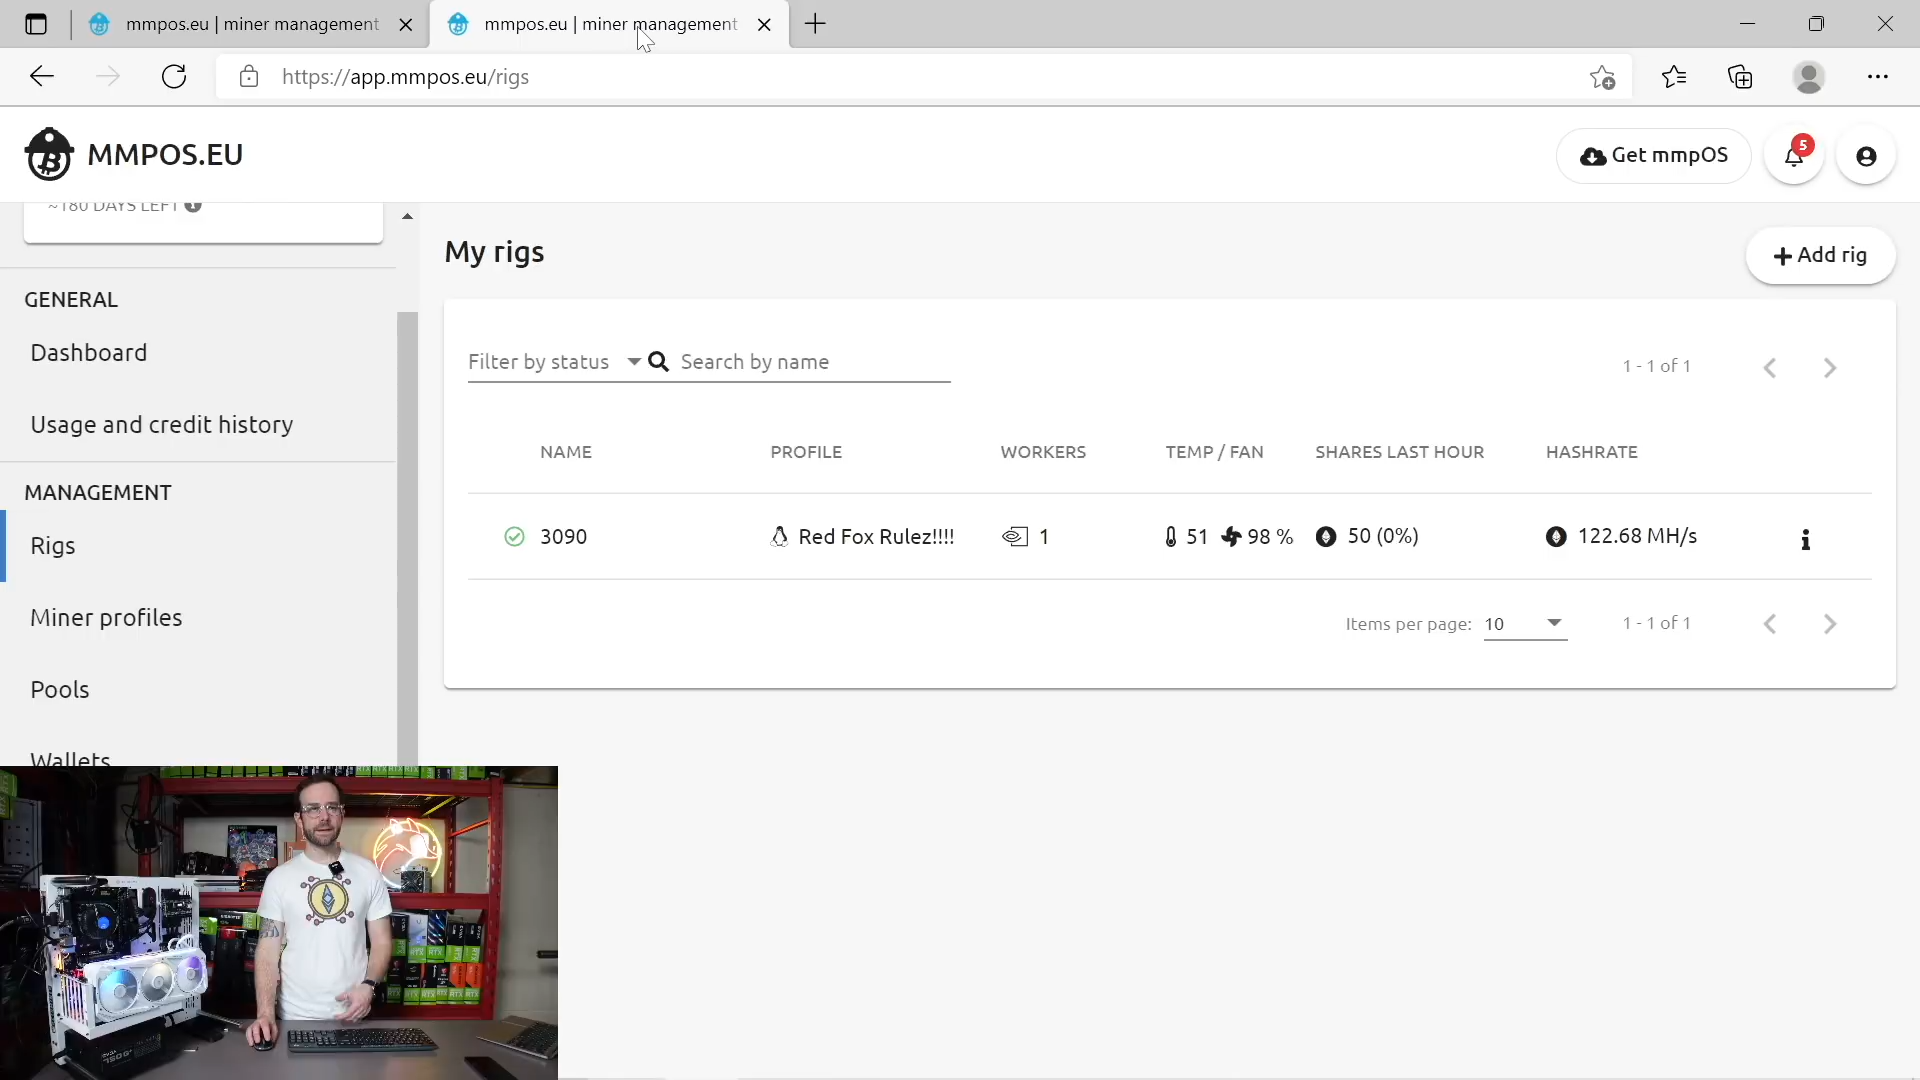 mmpos.eu | miner management
mmpos.eu | miner management
https://app.mmpos.eu/rigs
MMPOS.EU
Get mmpOS
5
~180 DAYS LEFT
My rigs
Add rig
GENERAL
Dashboard
Usage and credit history
MANAGEMENT
Rigs
Miner profiles
Pools
Wallets
Filter by status
Search by name
1 - 1 of 1
NAME PROFILE WORKERS TEMP / FAN SHARES LAST HOUR HASHRATE
3090 Red Fox Rulez!!!! 1 51 98 % 50 (0%) 122.68 MH/s
Items per page: 10 1 - 1 of 1